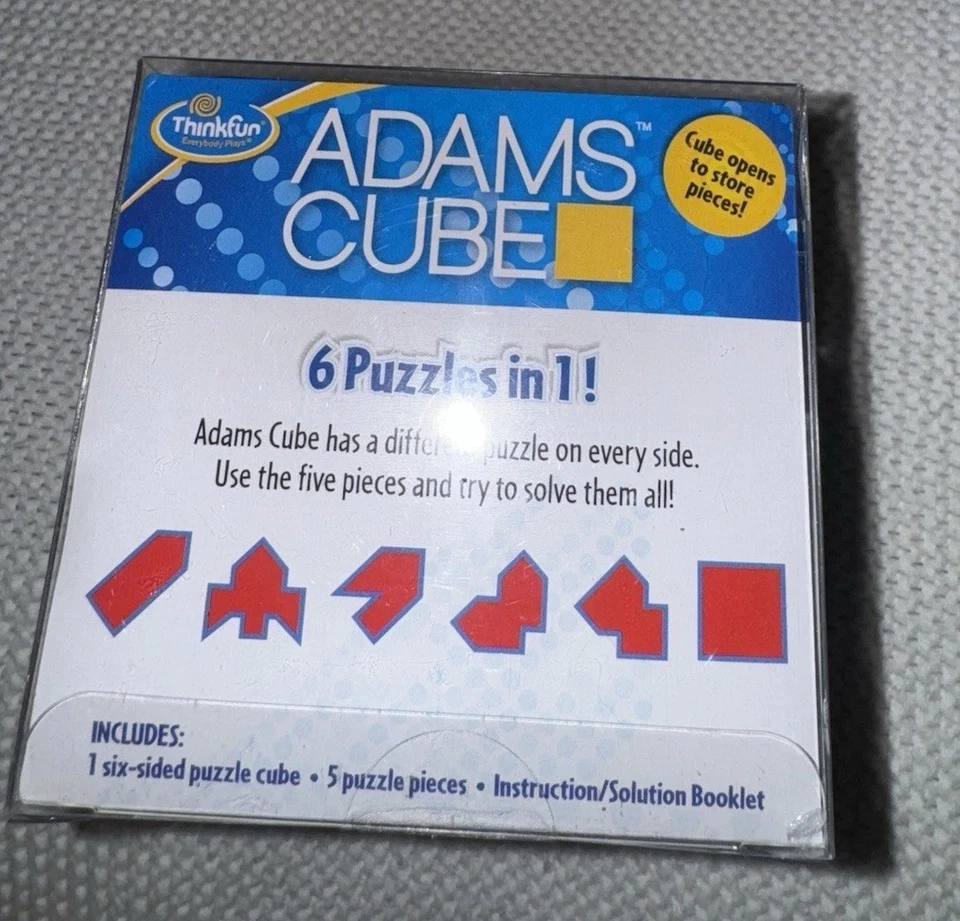 Thinkfun®
Everybody Plays®
ADAMS™
CUBE
Cube opens
to store
pieces!
6 Puzzles in 1!
Adams Cube has a different puzzle on every side.
Use the five pieces and try to solve them all!
INCLUDES:
1 six-sided puzzle cube • 5 puzzle pieces • Instruction/Solution Booklet